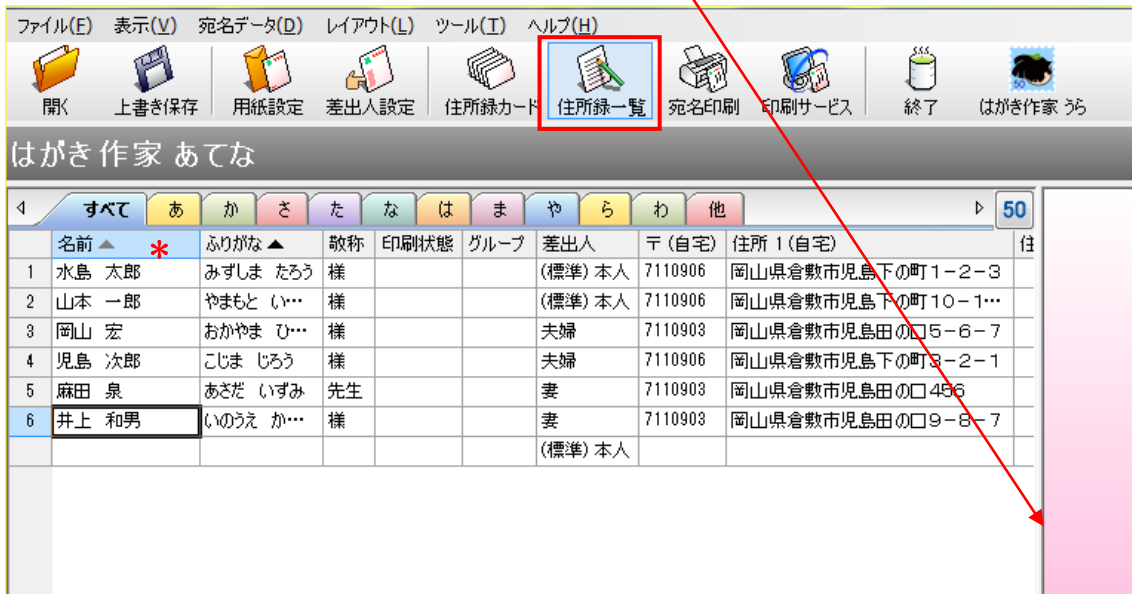 ファイル(F) 表示(V) 宛名データ(D) レイアウト(L) ツール(T) ヘルプ(H)
開く 上書き保存 用紙設定 差出人設定 住所録カード 住所録一覧 宛名印刷 印刷サービス 終了 はがき作家 うら
はがき作家 あてな
すべて あ か さ た な は ま や ら わ 他 50
名前 ▲ * ふりがな ▲ 敬称 印刷状態 グループ 差出人 〒(自宅) 住所 1(自宅) 住
1 水島 太郎 みずしま たろう 様 (標準) 本人 7110906 岡山県倉敷市児島下の町1-2-3
2 山本 一郎 やまもと い… 様 (標準) 本人 7110906 岡山県倉敷市児島下の町10-1…
3 岡山 宏 おかやま ひ… 様 夫婦 7110903 岡山県倉敷市児島田の口5-6-7
4 児島 次郎 こじま じろう 様 夫婦 7110906 岡山県倉敷市児島下の町3-2-1
5 麻田 泉 あさだ いずみ 先生 妻 7110903 岡山県倉敷市児島田の口456
6 井上 和男 いのうえ か… 様 妻 7110903 岡山県倉敷市児島田の口9-8-7
(標準) 本人